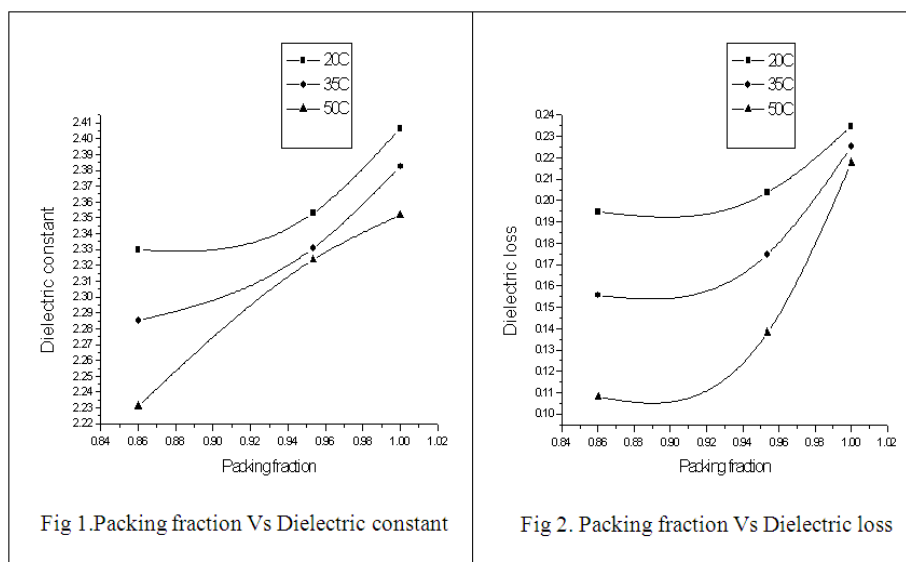 20C
35C
50C
2.41
2.40
2.39
2.38
2.37
2.36
2.35
2.34
2.33
2.32
2.31
2.30
2.29
2.28
2.27
2.26
2.25
2.24
2.23
2.22
Dielectric constant
0.84 0.86 0.88 0.90 0.92 0.94 0.96 0.98 1.00 1.02
Packing fraction
Fig 1.Packing fraction Vs Dielectric constant
20C
35C
50C
0.24
0.23
0.22
0.21
0.20
0.19
0.18
0.17
0.16
0.15
0.14
0.13
0.12
0.11
0.10
Dielectric loss
0.84 0.86 0.88 0.90 0.92 0.94 0.96 0.98 1.00 1.02
Packing fraction
Fig 2. Packing fraction Vs Dielectric loss